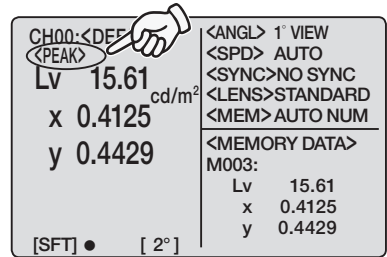 CH00:<DEF
<PEAK>
Lv 15.61 cd/m²
x 0.4125
y 0.4429
[SFT] ● [ 2°]
<ANGL> 1° VIEW
<SPD> AUTO
<SYNC>NO SYNC
<LENS>STANDARD
<MEM>AUTO NUM
<MEMORY DATA>
M003:
Lv 15.61
x 0.4125
y 0.4429